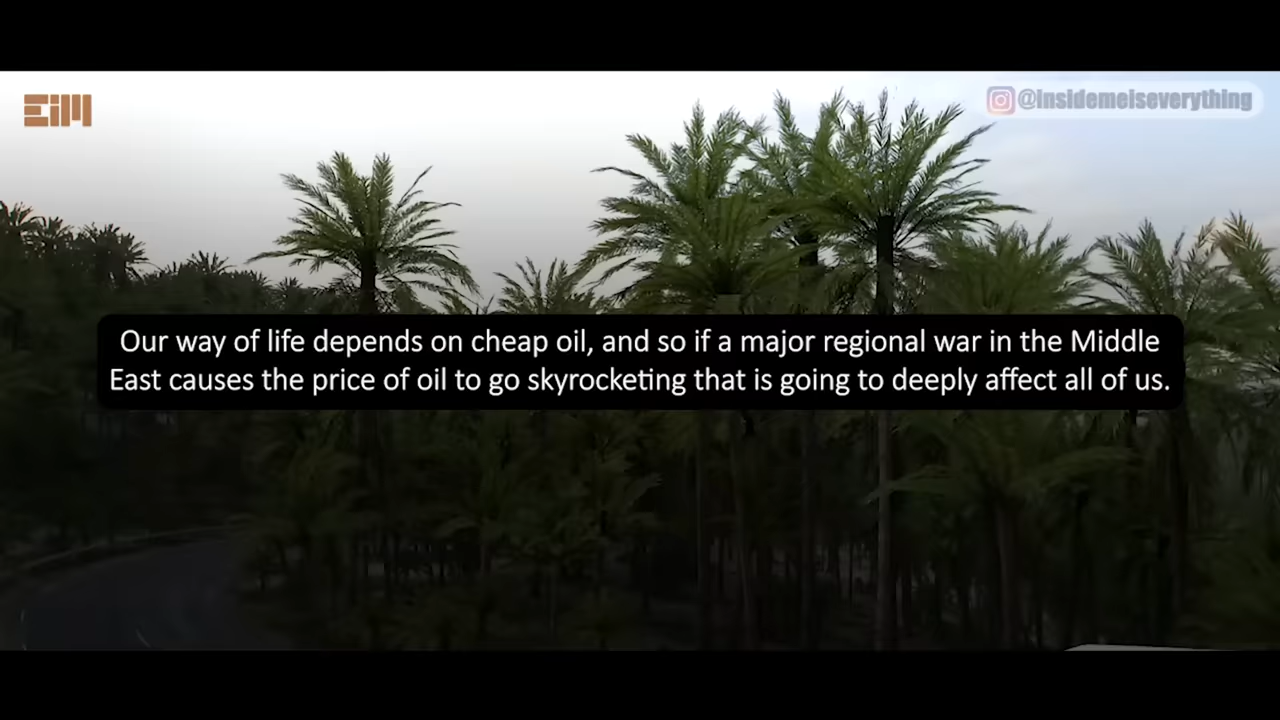 EiM
@insidemeiseverything
Our way of life depends on cheap oil, and so if a major regional war in the Middle
East causes the price of oil to go skyrocketing that is going to deeply affect all of us.